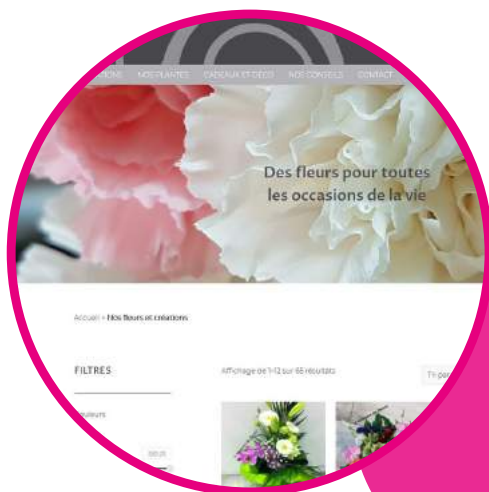 NOS PLANTES CADEAUX ET DÉCO NOS CONSEILS CONTACT
Des fleurs pour toutes
les occasions de la vie
Accueil » Nos fleurs et créations
FILTRES
Affichage de 1–12 sur 65 résultats